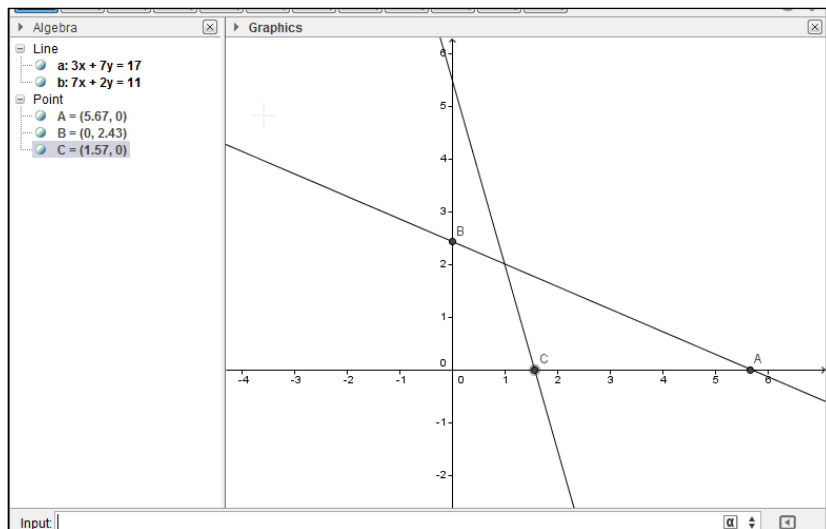 Algebra
Line
a: 3x + 7y = 17
b: 7x + 2y = 11
Point
A = (5.67, 0)
B = (0, 2.43)
C = (1.57, 0)
Graphics
6
5
4
3
2
1
0
-1
-2
-4 -3 -2 -1 0 1 2 3 4 5 6
B
C
A
Input:
α